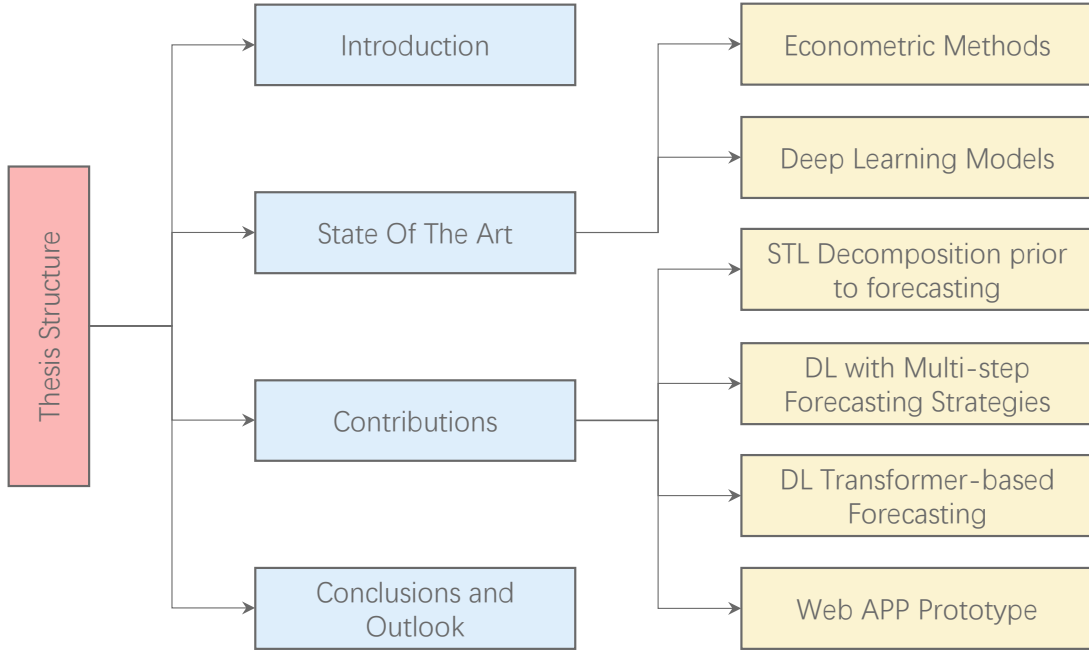 Thesis Structure
Introduction
State Of The Art
Contributions
Conclusions and
Outlook
Econometric Methods
Deep Learning Models
STL Decomposition prior
to forecasting
DL with Multi-step
Forecasting Strategies
DL Transformer-based
Forecasting
Web APP Prototype